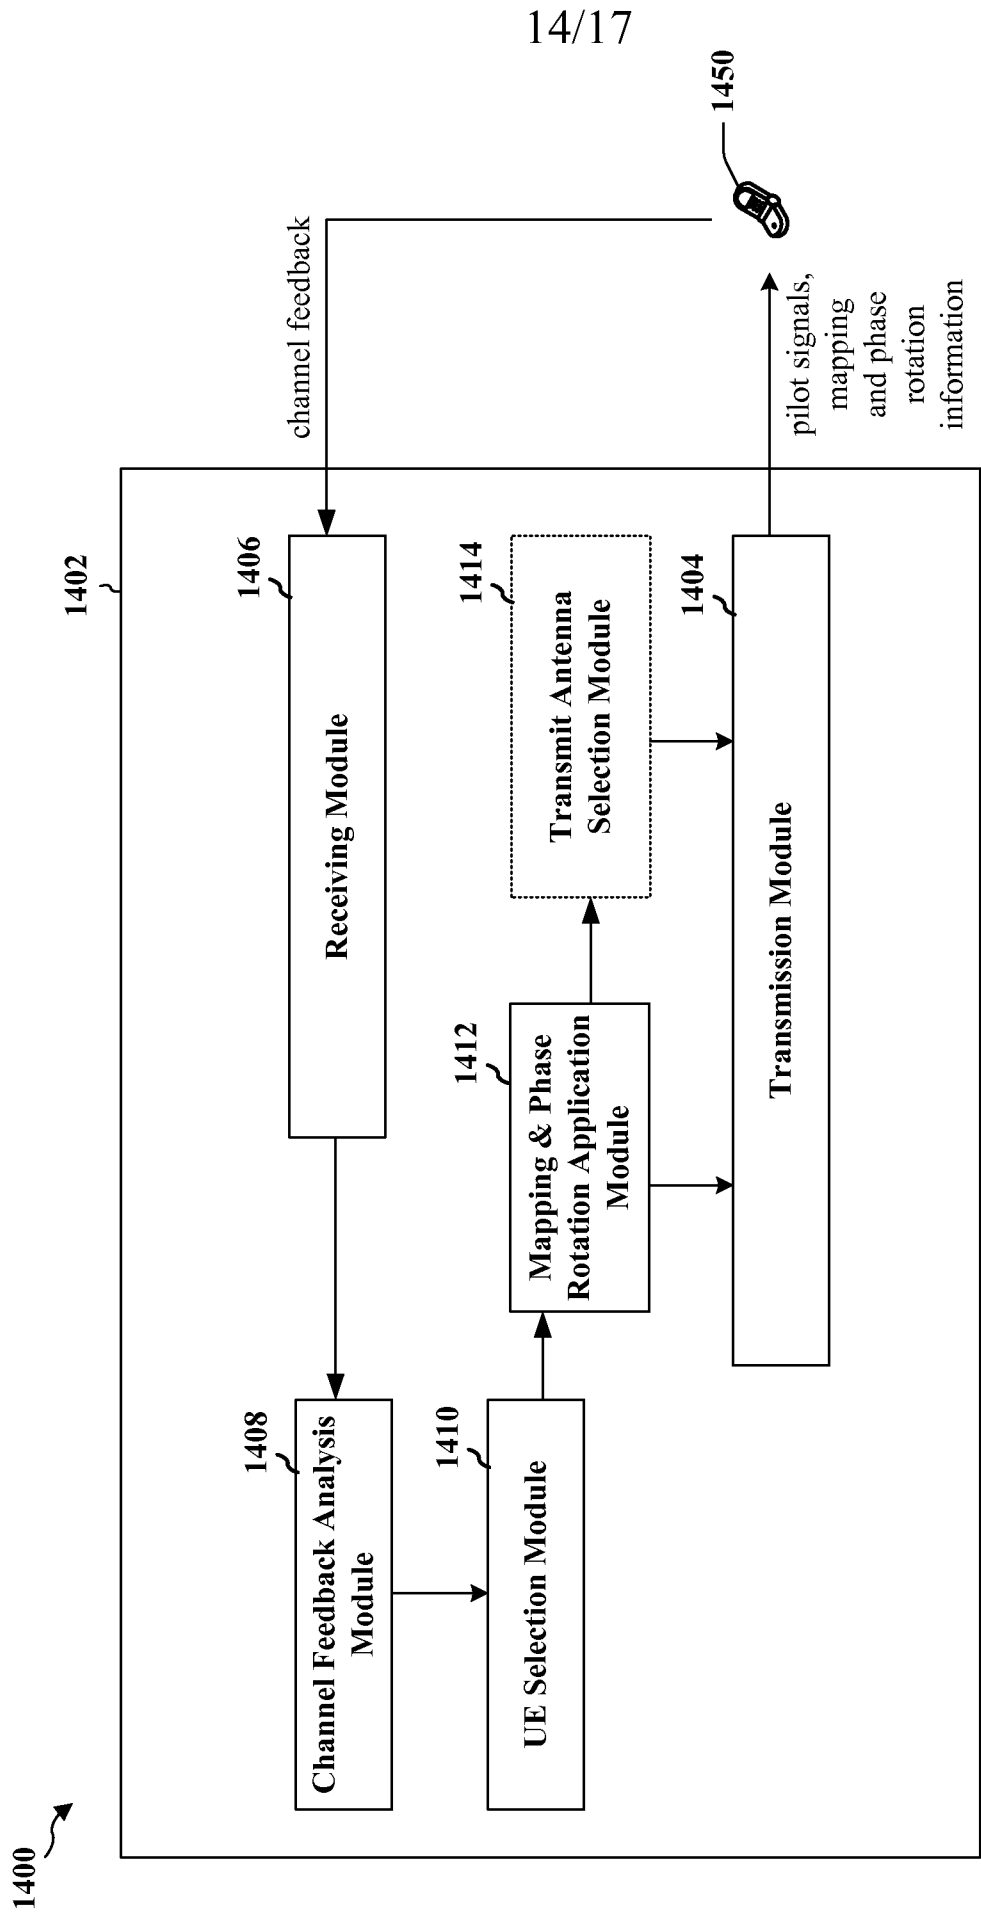 14/17
1400
1402
1406
Receiving Module
channel feedback
1408
Channel Feedback Analysis
Module
1410
UE Selection Module
1412
Mapping & Phase
Rotation Application
Module
1414
Transmit Antenna
Selection Module
1404
Transmission Module
1450
pilot signals,
mapping
and phase
rotation
information